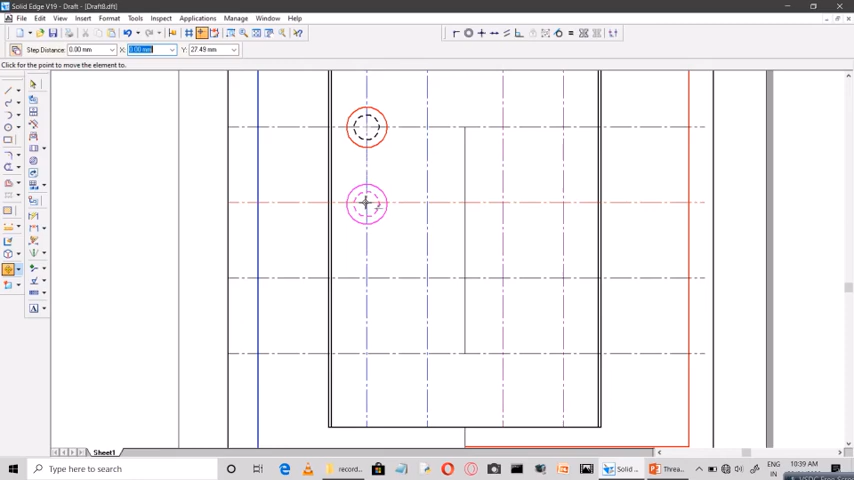 Solid Edge V19 - Draft - [Draft8.dft]
File Edit View Insert Format Tools Inspect Applications Manage Window Help
Step Distance: 0.00 mm X: 0.00 mm Y: 27.49 mm
Click for the point to move the element to.
A
Sheet1
Type here to search
record...
Solid ...
Threa...
ENG
IN
10:39 AM